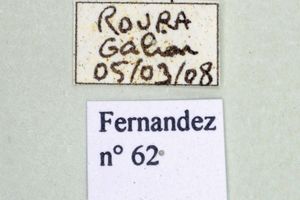 ROURA
Galion
05/03/08
Fernandez
n° 62